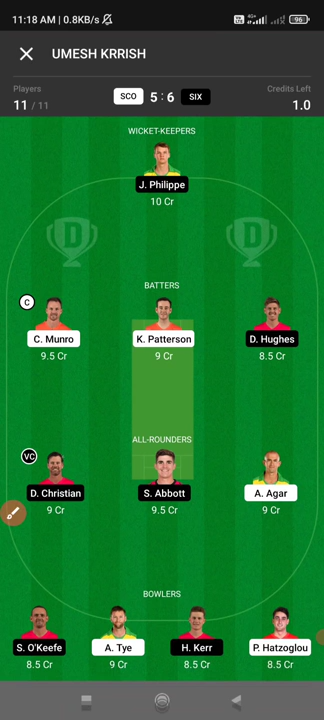 11:18 AM | 0.8KB/s
VoLTE 4G 96
UMESH KRRISH
Players
11 / 11
SCO 5 : 6 SIX
Credits Left
1.0
WICKET-KEEPERS
J. Philippe
10 Cr
D D
BATTERS
C
C. Munro K. Patterson D. Hughes
9.5 Cr 9 Cr 8.5 Cr
ALL-ROUNDERS
VC
D. Christian S. Abbott A. Agar
9 Cr 9.5 Cr 9 Cr
BOWLERS
S. O'Keefe A. Tye H. Kerr P. Hatzoglou
8.5 Cr 9 Cr 8.5 Cr 8.5 Cr